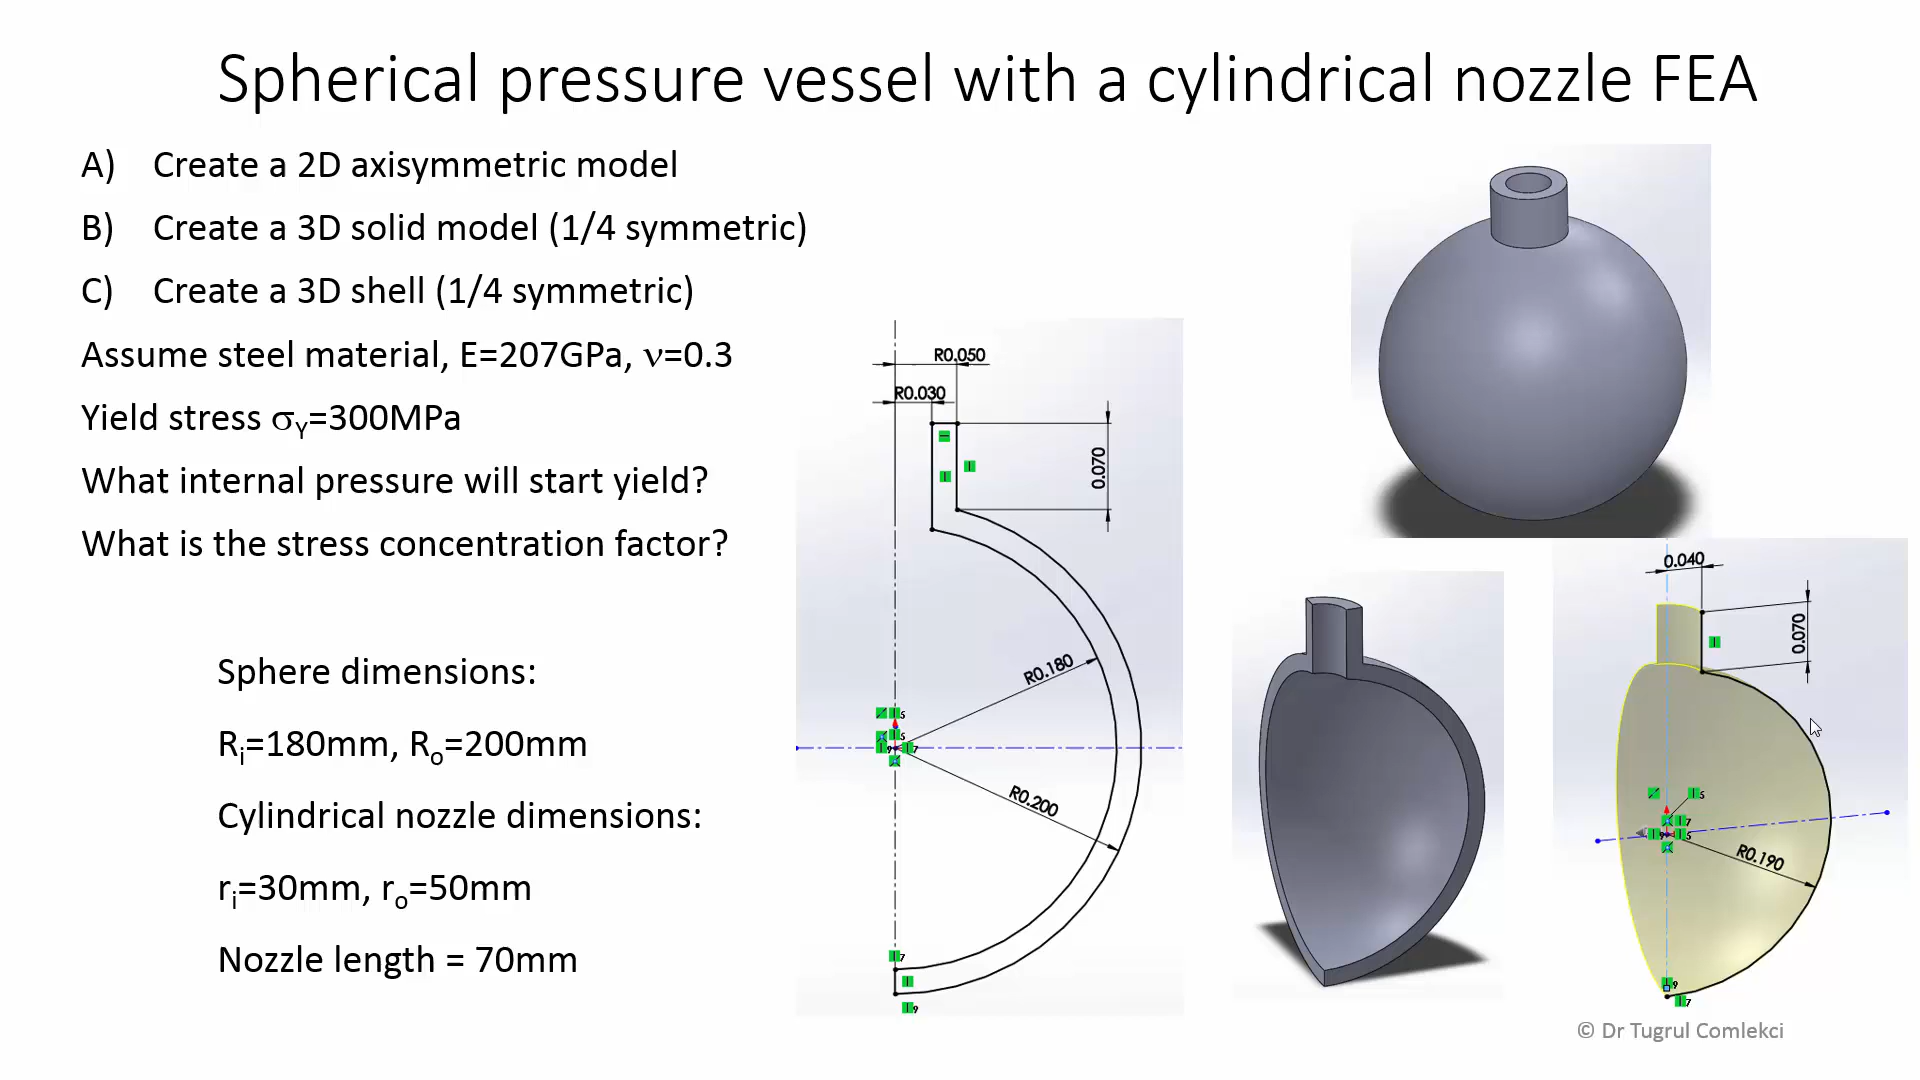 Spherical pressure vessel with a cylindrical nozzle FEA
A) Create a 2D axisymmetric model
B) Create a 3D solid model (1/4 symmetric)
C) Create a 3D shell (1/4 symmetric)
Assume steel material, E=207GPa, ν=0.3
Yield stress σY=300MPa
What internal pressure will start yield?
What is the stress concentration factor?
Sphere dimensions:
Ri=180mm, Ro=200mm
Cylindrical nozzle dimensions:
ri=30mm, ro=50mm
Nozzle length = 70mm
R0.050
R0.030
0.070
R0.180
R0.200
0.040
0.070
R0.190
© Dr Tugrul Comlekci